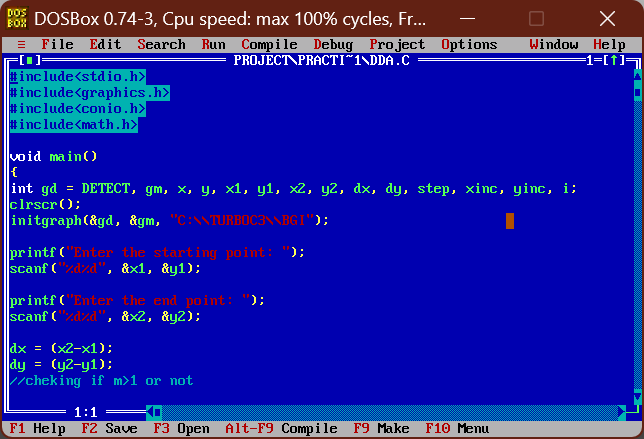 DOSBox 0.74-3, Cpu speed: max 100% cycles, Fr...
≡ File Edit Search Run Compile Debug Project Options Window Help
[■] PROJECT\PRACTI~1\DDA.C 1=[↑]
#include<stdio.h>
#include<graphics.h>
#include<conio.h>
#include<math.h>
void main()
{
int gd = DETECT, gm, x, y, x1, y1, x2, y2, dx, dy, step, xinc, yinc, i;
clrscr();
initgraph(&gd, &gm, "C:\\TURBOC3\\BGI");
printf("Enter the starting point: ");
scanf("%d%d", &x1, &y1);
printf("Enter the end point: ");
scanf("%d%d", &x2, &y2);
dx = (x2-x1);
dy = (y2-y1);
//cheking if m>1 or not
1:1
F1 Help F2 Save F3 Open Alt-F9 Compile F9 Make F10 Menu